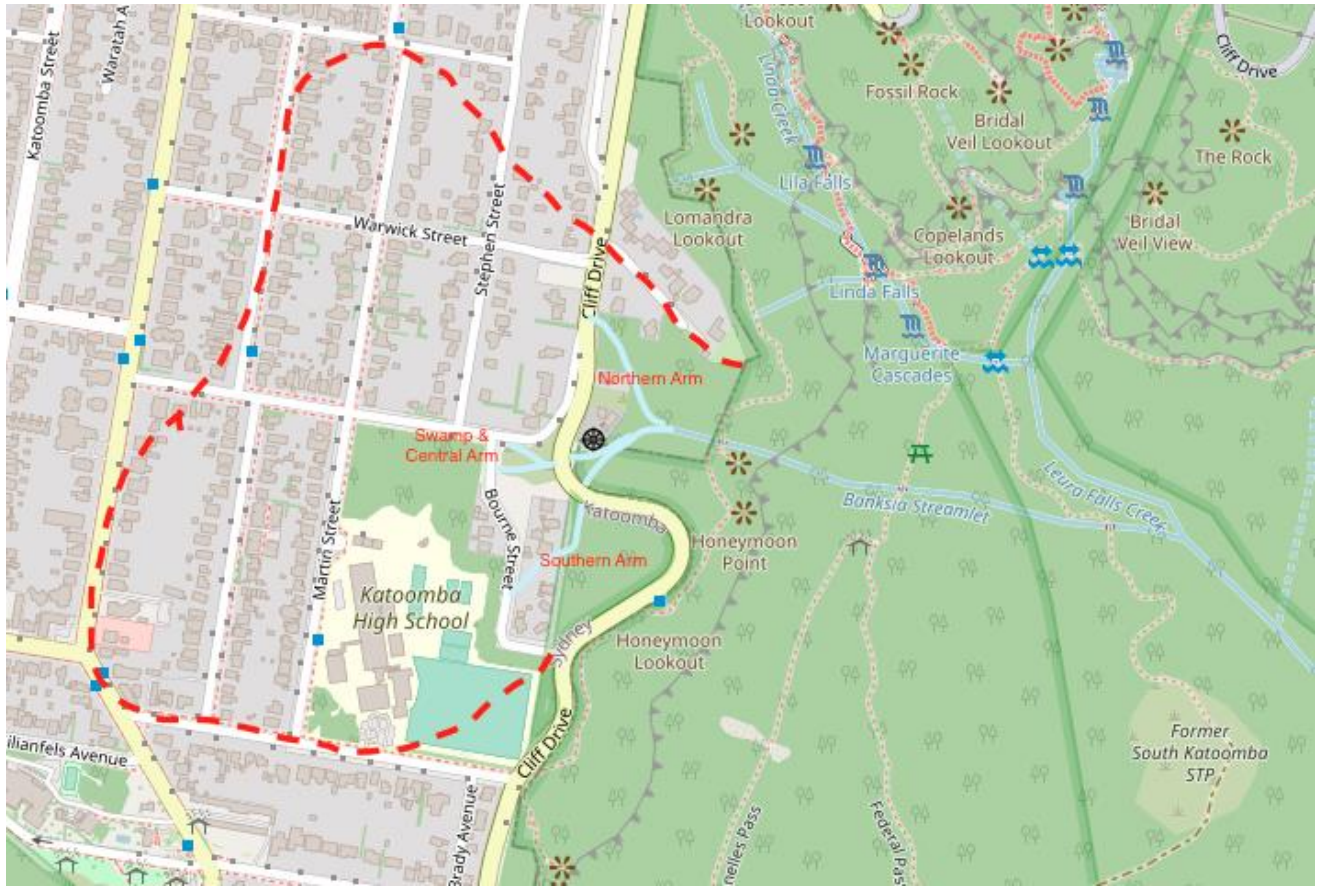 Katoomba Street
Waratah A
Lookout
Linda Creek
Fossil Rock
Cliff Drive
Bridal
Veil Lookout
The Rock
Lila Falls
Lomandra
Lookout
Copelands
Lookout
Bridal
Veil View
Warwick Street
Stephen Street
Cliff Drive
Linda Falls
Marguerite
Cascades
Northern Arm
Swamp &
Central Arm
Bourne Street
Katoomba
Banksia Streamlet
Leura Falls Creek
Honeymoon
Point
Southern Arm
Martin Street
Katoomba
High School
Sydney
Honeymoon
Lookout
Former
South Katoomba
STP
ilianfels Avenue
Cliff Drive
Brady Avenue
nelles Pass
Federal Pas